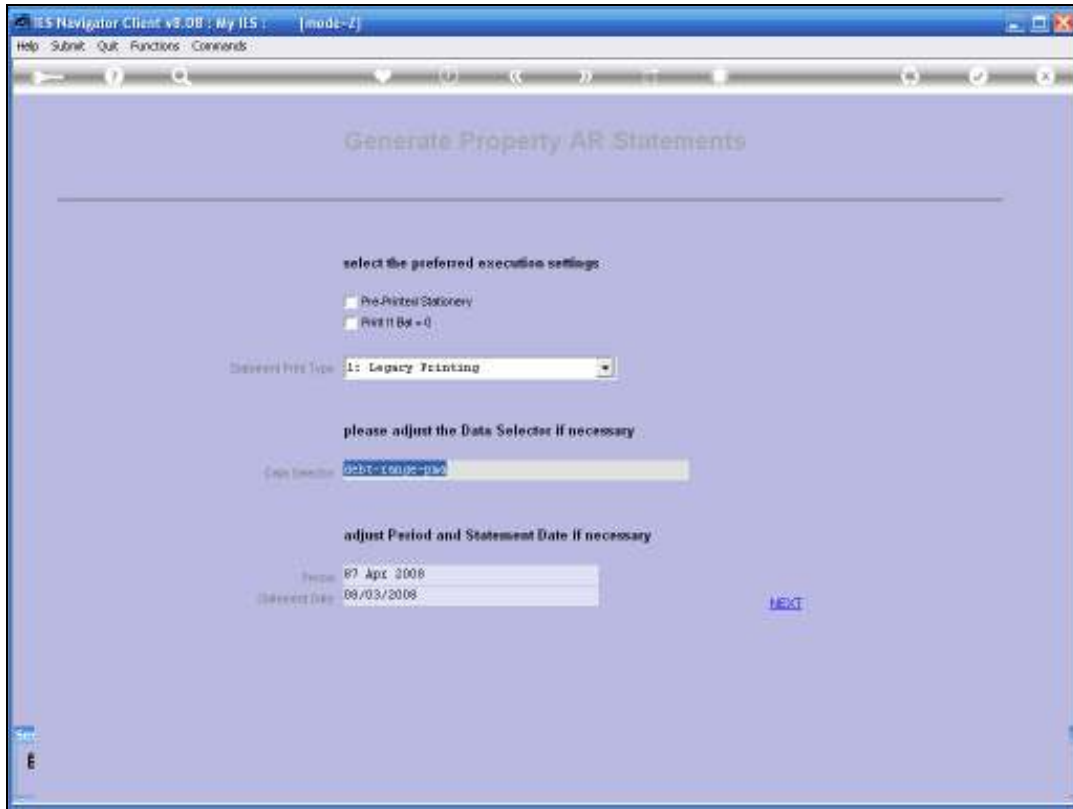 IES Navigator Client v3.08 : My IES : [mode-Z]
Help Submit Quit Functions Commands
Generate Property AR Statements
select the preferred execution settings
Pre-Printed Stationery
Print If Bal = 0
Statement Print Type 1: Legacy Printing
please adjust the Data Selector if necessary
Data Selector debt-range-pma
adjust Period and Statement Date if necessary
Period 87 Apr 2008
Statement Date 08/03/2008
NEXT